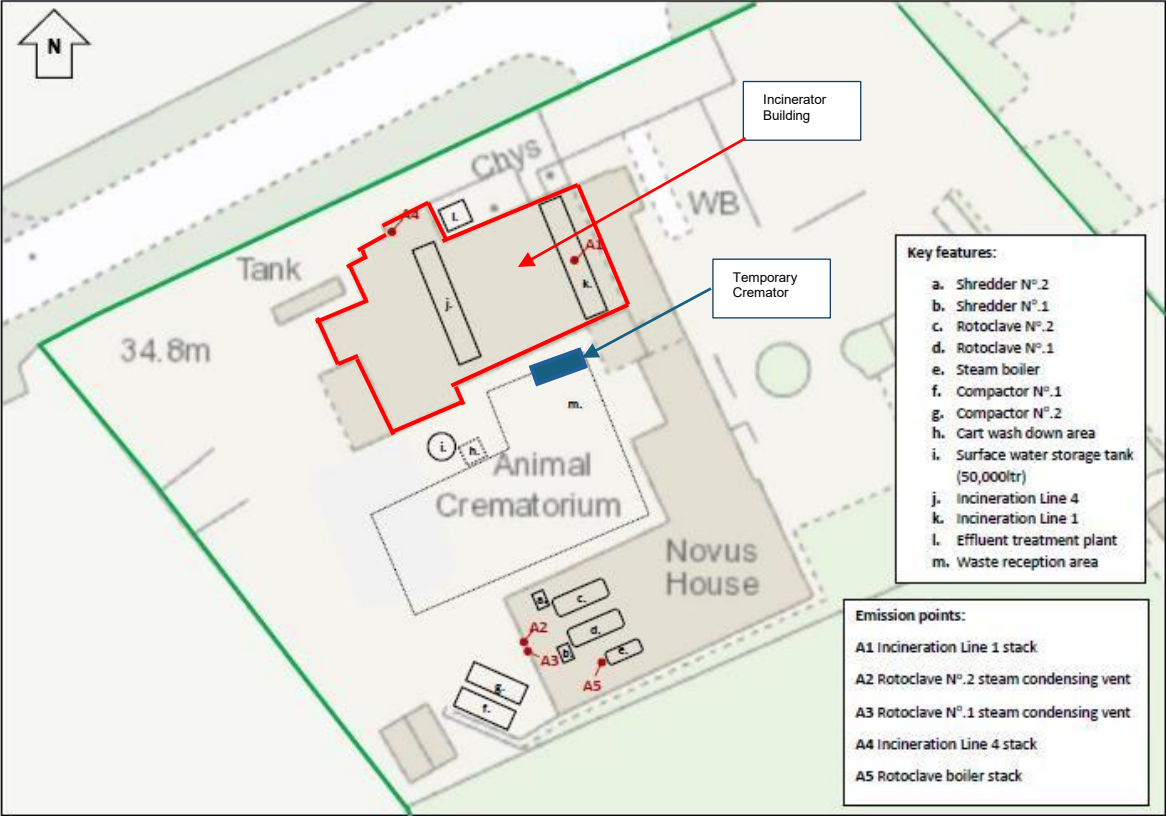 N
Incinerator
Building
Chys
A4
l.
WB
A1
Tank
k.
j.
Temporary
Cremator
34.8m
m.
i.
h.
Animal
Crematorium
Novus
House
a.
c.
A2
d.
A3
b.
e.
A5
g.
f.
Key features:
a. Shredder N°.2
b. Shredder N°.1
c. Rotoclave N°.2
d. Rotoclave N°.1
e. Steam boiler
f. Compactor N°.1
g. Compactor N°.2
h. Cart wash down area
i. Surface water storage tank
(50,000ltr)
j. Incineration Line 4
k. Incineration Line 1
l. Effluent treatment plant
m. Waste reception area
Emission points:
A1 Incineration Line 1 stack
A2 Rotoclave N°.2 steam condensing vent
A3 Rotoclave N°.1 steam condensing vent
A4 Incineration Line 4 stack
A5 Rotoclave boiler stack